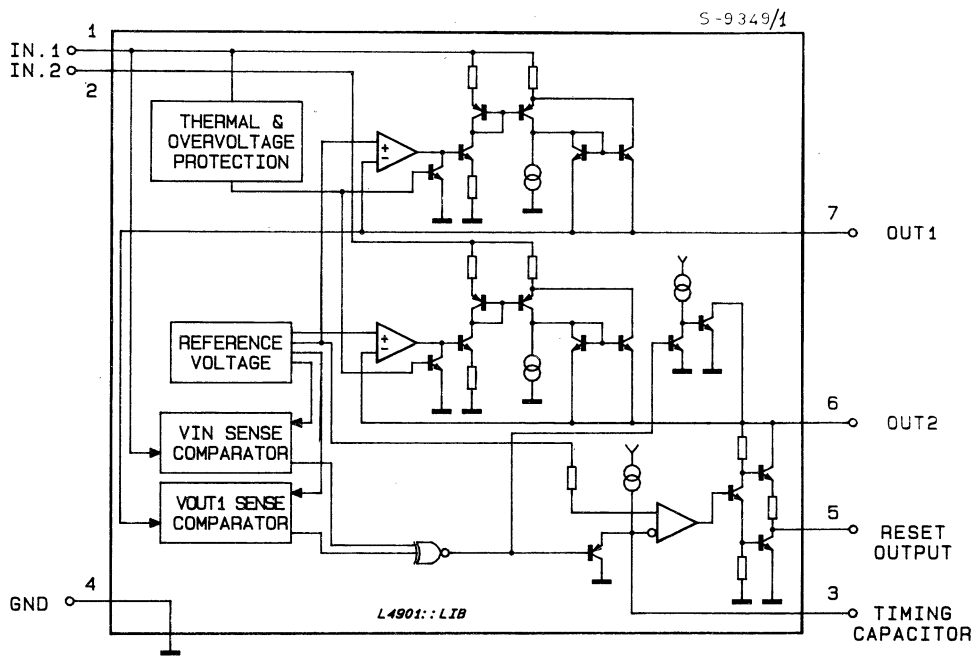 S-9349/1
1
IN.1
IN.2
2
THERMAL &
OVERVOLTAGE
PROTECTION
+
-
7
OUT1
REFERENCE
VOLTAGE
+
-
6
OUT2
VIN SENSE
COMPARATOR
VOUT1 SENSE
COMPARATOR
5
RESET
OUTPUT
4
GND
L4901::LIB
3
TIMING
CAPACITOR